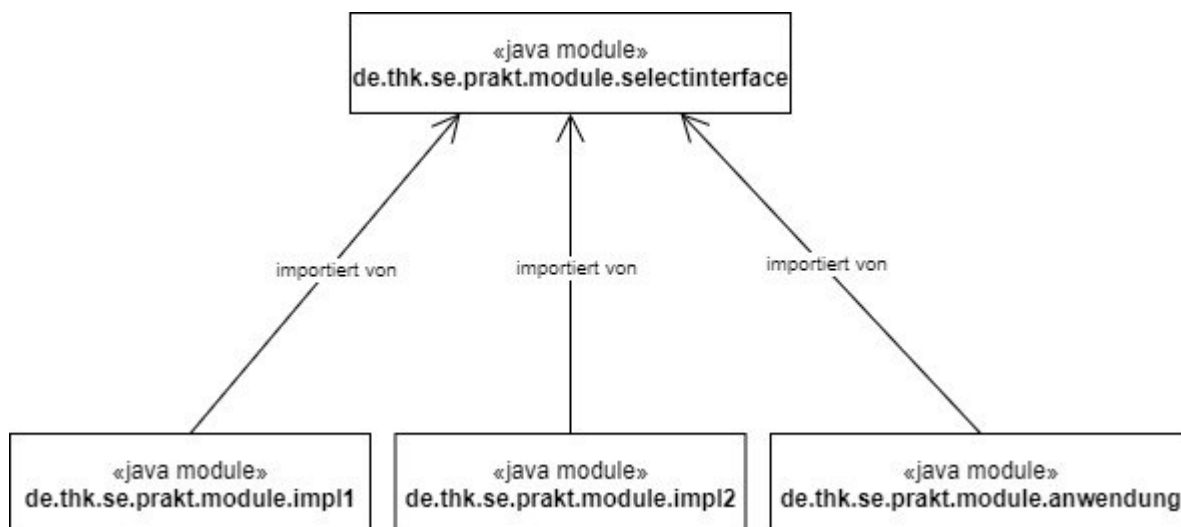 «java module»
de.thk.se.prakt.module.selectinterface
importiert von
importiert von
importiert von
«java module»
de.thk.se.prakt.module.impl1
«java module»
de.thk.se.prakt.module.impl2
«java module»
de.thk.se.prakt.module.anwendung